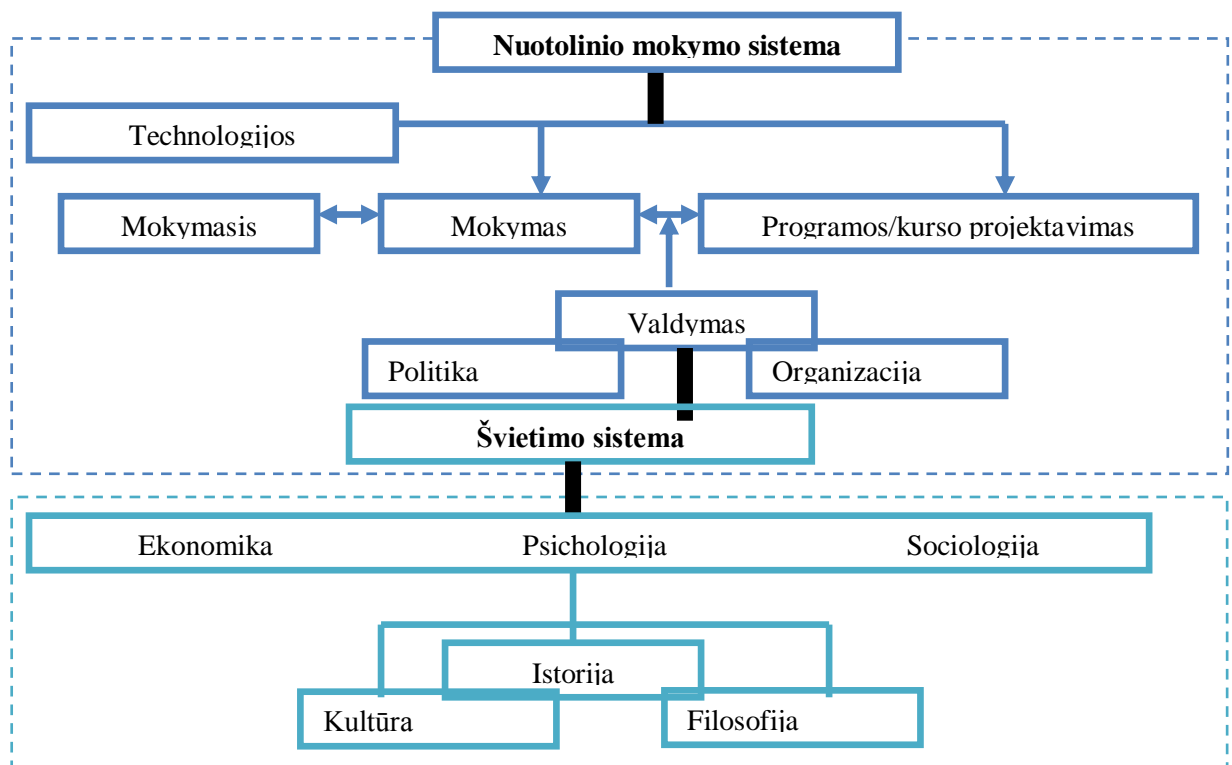 Nuotolinio mokymo sistema
Technologijos
Mokymasis
Mokymas
Programos/kurso projektavimas
Valdymas
Politika
Organizacija
Švietimo sistema
Ekonomika
Psichologija
Sociologija
Istorija
Kultūra
Filosofija